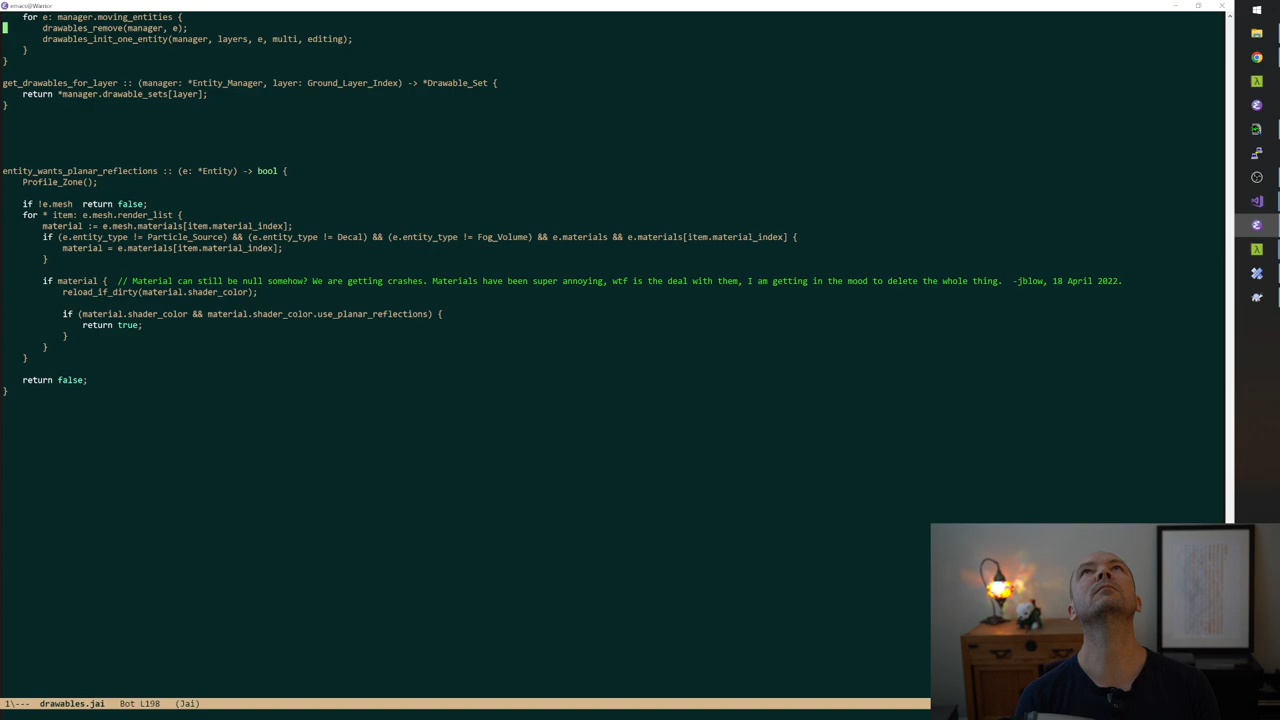 emacs@Warrior
for e: manager.moving_entities {
drawables_remove(manager, e);
drawables_init_one_entity(manager, layers, e, multi, editing);
}
}
get_drawables_for_layer :: (manager: *Entity_Manager, layer: Ground_Layer_Index) -> *Drawable_Set {
return *manager.drawable_sets[layer];
}
entity_wants_planar_reflections :: (e: *Entity) -> bool {
Profile_Zone();
if !e.mesh  return false;
for * item: e.mesh.render_list {
material := e.mesh.materials[item.material_index];
if (e.entity_type != Particle_Source) && (e.entity_type != Decal) && (e.entity_type != Fog_Volume) && e.materials && e.materials[item.material_index] {
material = e.materials[item.material_index];
}
if material {  // Material can still be null somehow? We are getting crashes. Materials have been super annoying, wtf is the deal with them, I am getting in the mood to delete the whole thing.  -jblow, 18 April 2022.
reload_if_dirty(material.shader_color);
if (material.shader_color && material.shader_color.use_planar_reflections) {
return true;
}
}
}
return false;
}
1\--- drawables.jai Bot L198 (Jai)